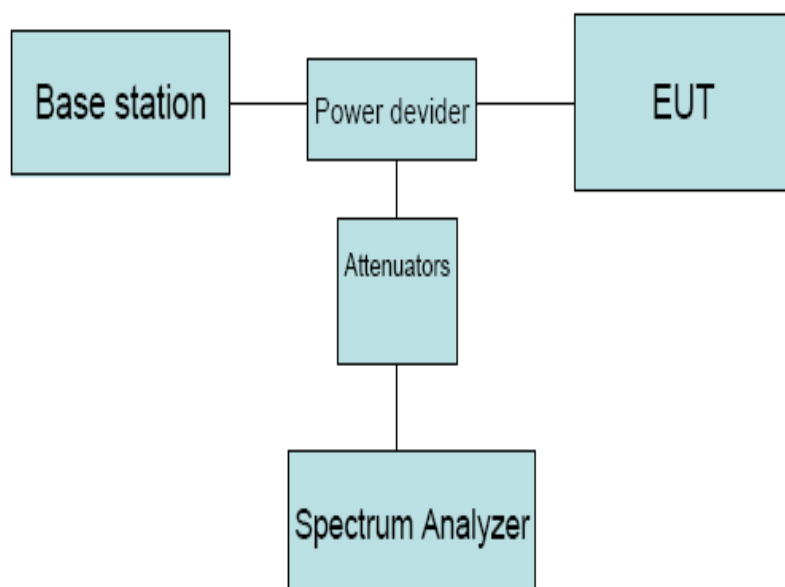 Base station
Power devider
EUT
Attenuators
Spectrum Analyzer